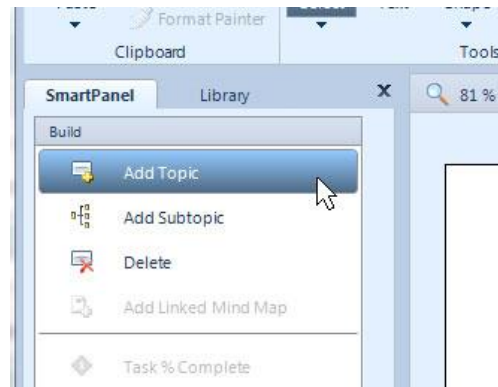 Format Painter
Clipboard
Tools
SmartPanel Library X 81 %
Build
Add Topic
Add Subtopic
Delete
Add Linked Mind Map
Task % Complete